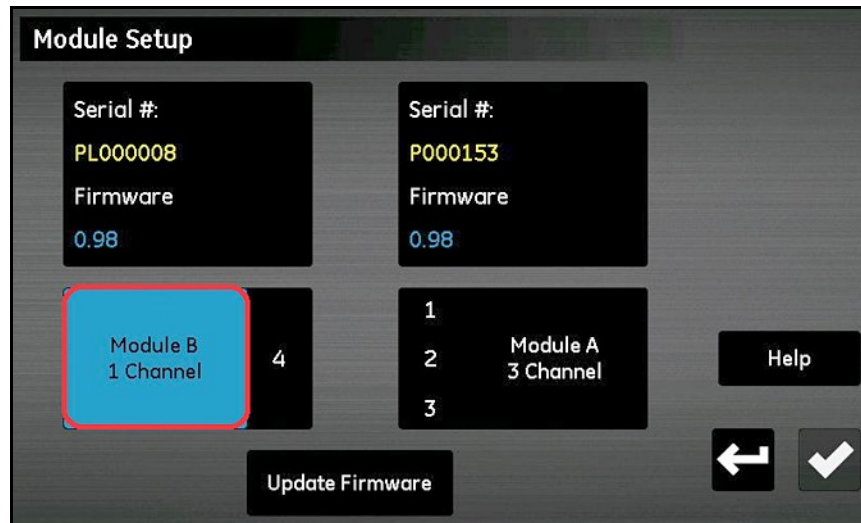 Module Setup
Serial #:
PL000008
Firmware
0.98
Serial #:
P000153
Firmware
0.98
Module B
1 Channel
4
1
2
3
Module A
3 Channel
Help
Update Firmware